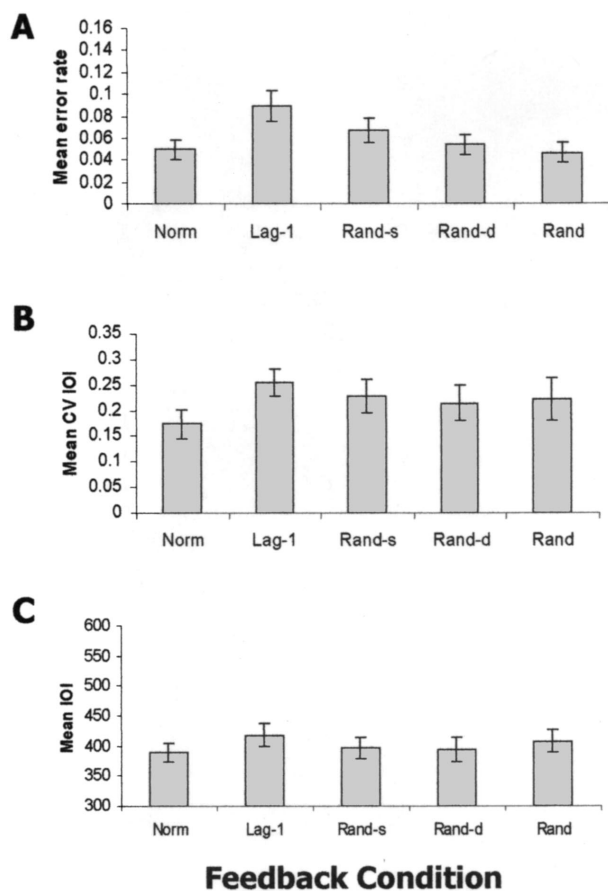 A
Mean error rate
0.16
0.14
0.12
0.1
0.08
0.06
0.04
0.02
0
Norm Lag-1 Rand-s Rand-d Rand
B
Mean CV IOI
0.35
0.3
0.25
0.2
0.15
0.1
0.05
0
Norm Lag-1 Rand-s Rand-d Rand
C
Mean IOI
600
550
500
450
400
350
300
Norm Lag-1 Rand-s Rand-d Rand
Feedback Condition